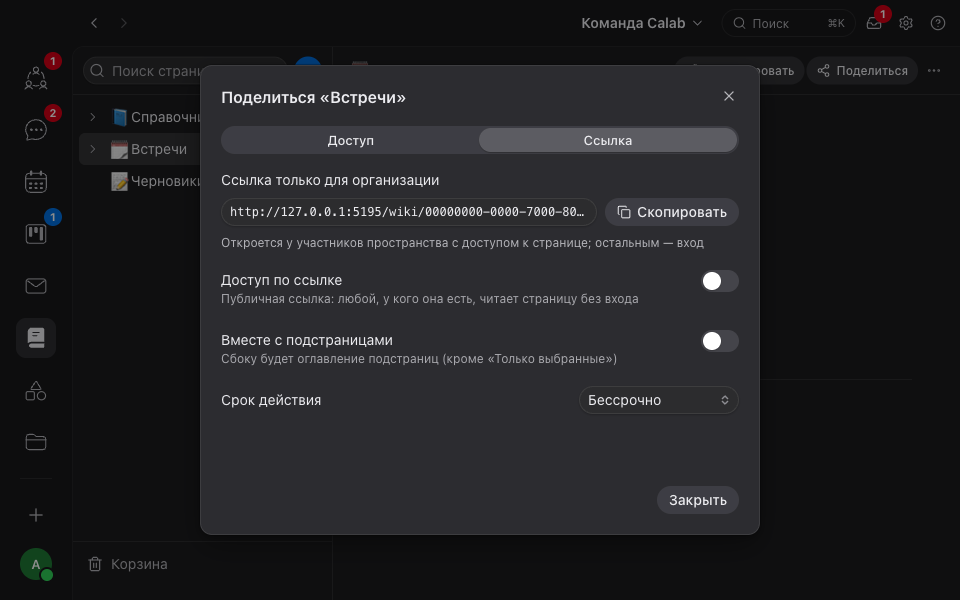 Команда Calab
Поиск
⌘K
1
1
2
1
Поиск
Поделиться
Справочн
Встречи
Черновики
Корзина
A
Поделиться «Встречи»
Доступ
Ссылка
Ссылка только для организации
http://127.0.0.1:5195/wiki/00000000-0000-7000-80…
Скопировать
Откроется у участников пространства с доступом к странице; остальным — вход
Доступ по ссылке
Публичная ссылка: любой, у кого она есть, читает страницу без входа
Вместе с подстраницами
Сбоку будет оглавление подстраниц (кроме «Только выбранные»)
Срок действия
Бессрочно
Закрыть